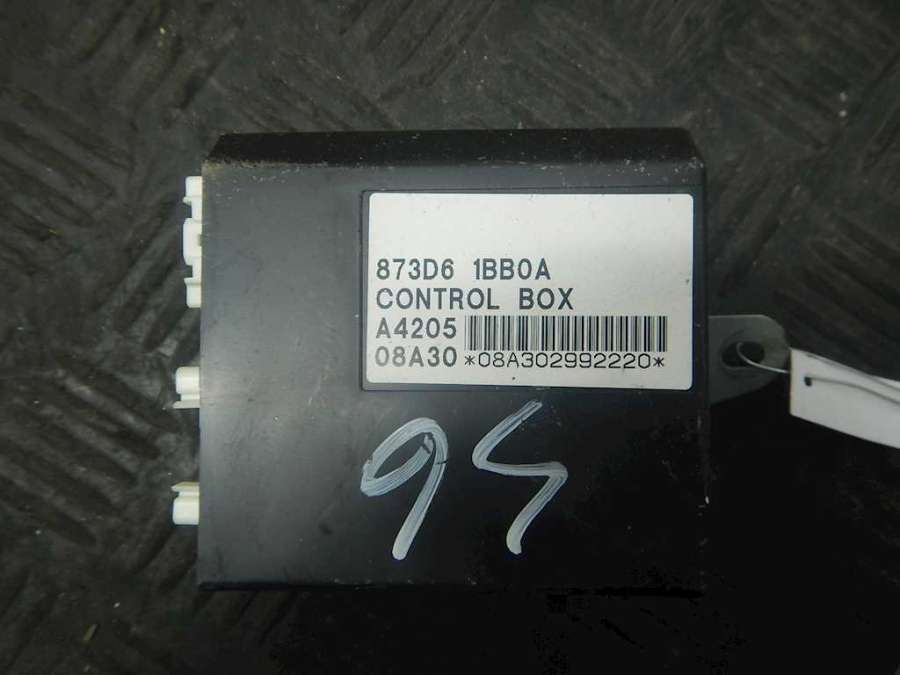 873D6 1BB0A
CONTROL BOX
A4205
08A30 *08A302992220*
95